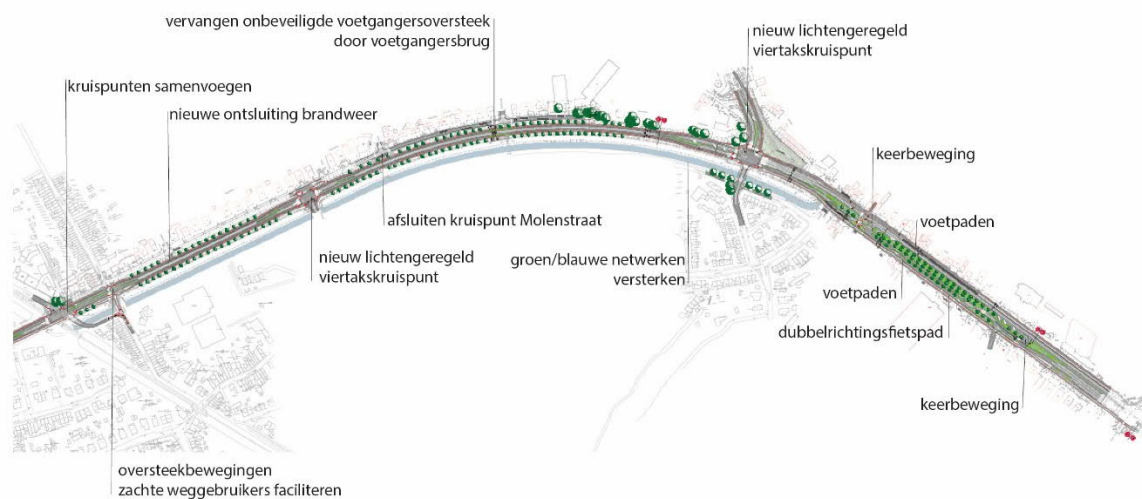 vervangen onbeveiligde voetgangersoversteek
door voetgangersbrug
nieuw lichtengeregeld
viertakskruispunt
kruispunten samenvoegen
nieuwe ontsluiting brandweer
keerbeweging
afsluiten kruispunt Molenstraat
voetpaden
nieuw lichtengeregeld
viertakskruispunt
groen/blauwe netwerken
versterken
voetpaden
dubbelrichtingsfietspad
keerbeweging
oversteekbewegingen
zachte weggebruikers faciliteren